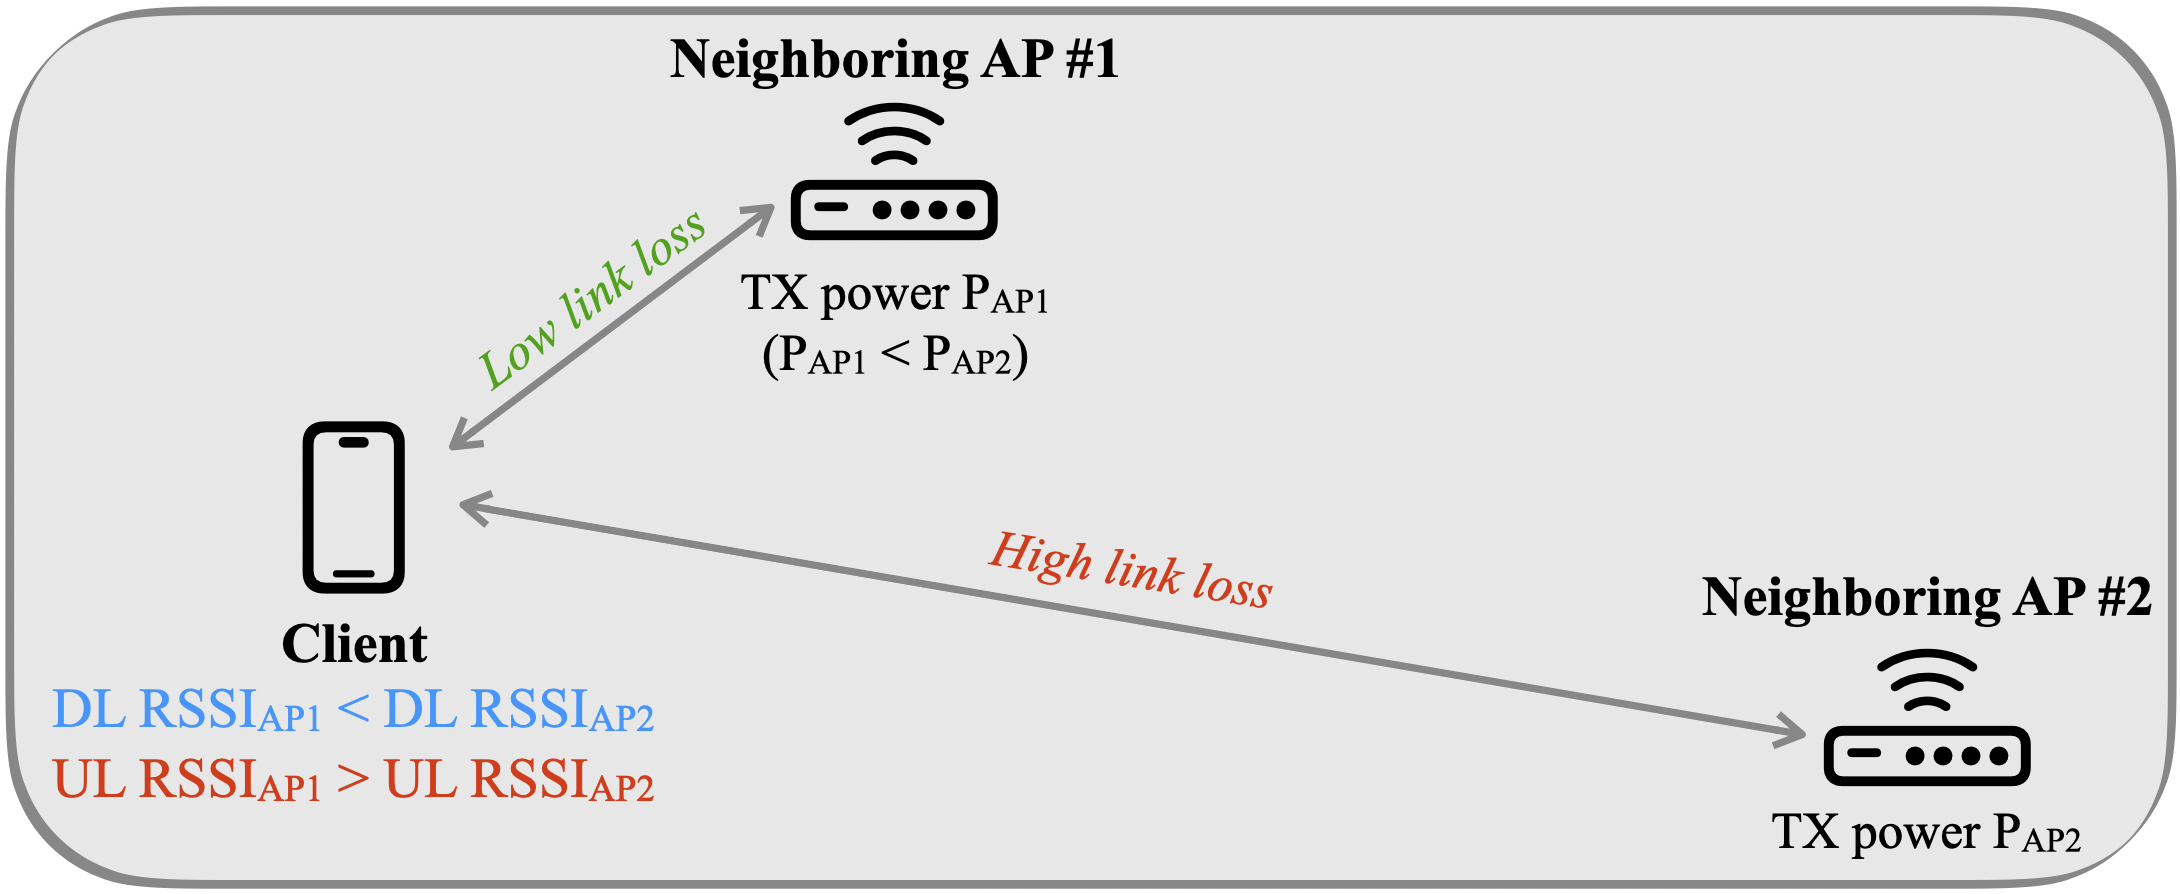 Neighboring AP #1
Low link loss
TX power PAP1
(PAP1 < PAP2)
High link loss
Neighboring AP #2
Client
DL RSSIAP1 < DL RSSIAP2
UL RSSIAP1 > UL RSSIAP2
TX power PAP2